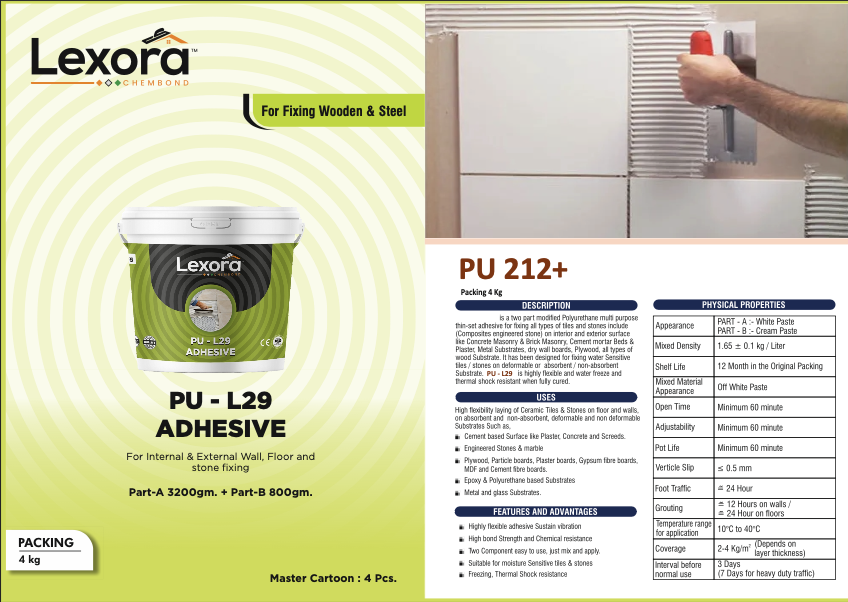 Lexora™
CHEMBOND
For Fixing Wooden & Steel
Lexora
PU - L29
ADHESIVE
CE
PU - L29
ADHESIVE
For Internal & External Wall, Floor and
stone fixing
Part-A 3200gm. + Part-B 800gm.
PACKING
4 kg
Master Cartoon : 4 Pcs.
PU 212+
Packing 4 Kg
DESCRIPTION
is a two part modified Polyurethane multi purpose
thin-set adhesive for fixing all types of tiles and stones include
(Composites engineered stone) on interior and exterior surface
like Concrete Masonry & Brick Masonry, Cement mortar Beds &
Plaster, Metal Substrates, dry wall boards, Plywood, all types of
wood Substrate. It has been designed for fixing water Sensitive
tiles / stones on deformable or absorbent / non-absorbent
Substrate. PU - L29 is highly flexible and water freeze and
thermal shock resistant when fully cured.
USES
High flexibility laying of Ceramic Tiles & Stones on floor and walls,
on absorbent and non-absorbent, deformable and non deformable
Substrates Such as,
Cement based Surface like Plaster, Concrete and Screeds.
Engineered Stones & marble
Plywood, Particle boards, Plaster boards, Gypsum fibre boards,
MDF and Cement fibre boards.
Epoxy & Polyurethane based Substrates
Metal and glass Substrates.
FEATURES AND ADVANTAGES
Highly flexible adhesive Sustain vibration
High bond Strength and Chemical resistance
Two Component easy to use, just mix and apply.
Suitable for moisture Sensitive tiles & stones
Freezing, Thermal Shock resistance
PHYSICAL PROPERTIES
Appearance PART - A :- White Paste
PART - B :- Cream Paste
Mixed Density 1.65 ± 0.1 kg / Liter
Shelf Life 12 Month in the Original Packing
Mixed Material
Appearance Off White Paste
Open Time Minimum 60 minute
Adjustability Minimum 60 minute
Pot Life Minimum 60 minute
Verticle Slip ≤ 0.5 mm
Foot Traffic ≅ 24 Hour
Grouting ≅ 12 Hours on walls /
≅ 24 Hour on floors
Temperature range
for application 10°C to 40°C
Coverage 2-4 Kg/m² (Depends on
layer thickness)
Interval before
normal use 3 Days
(7 Days for heavy duty traffic)